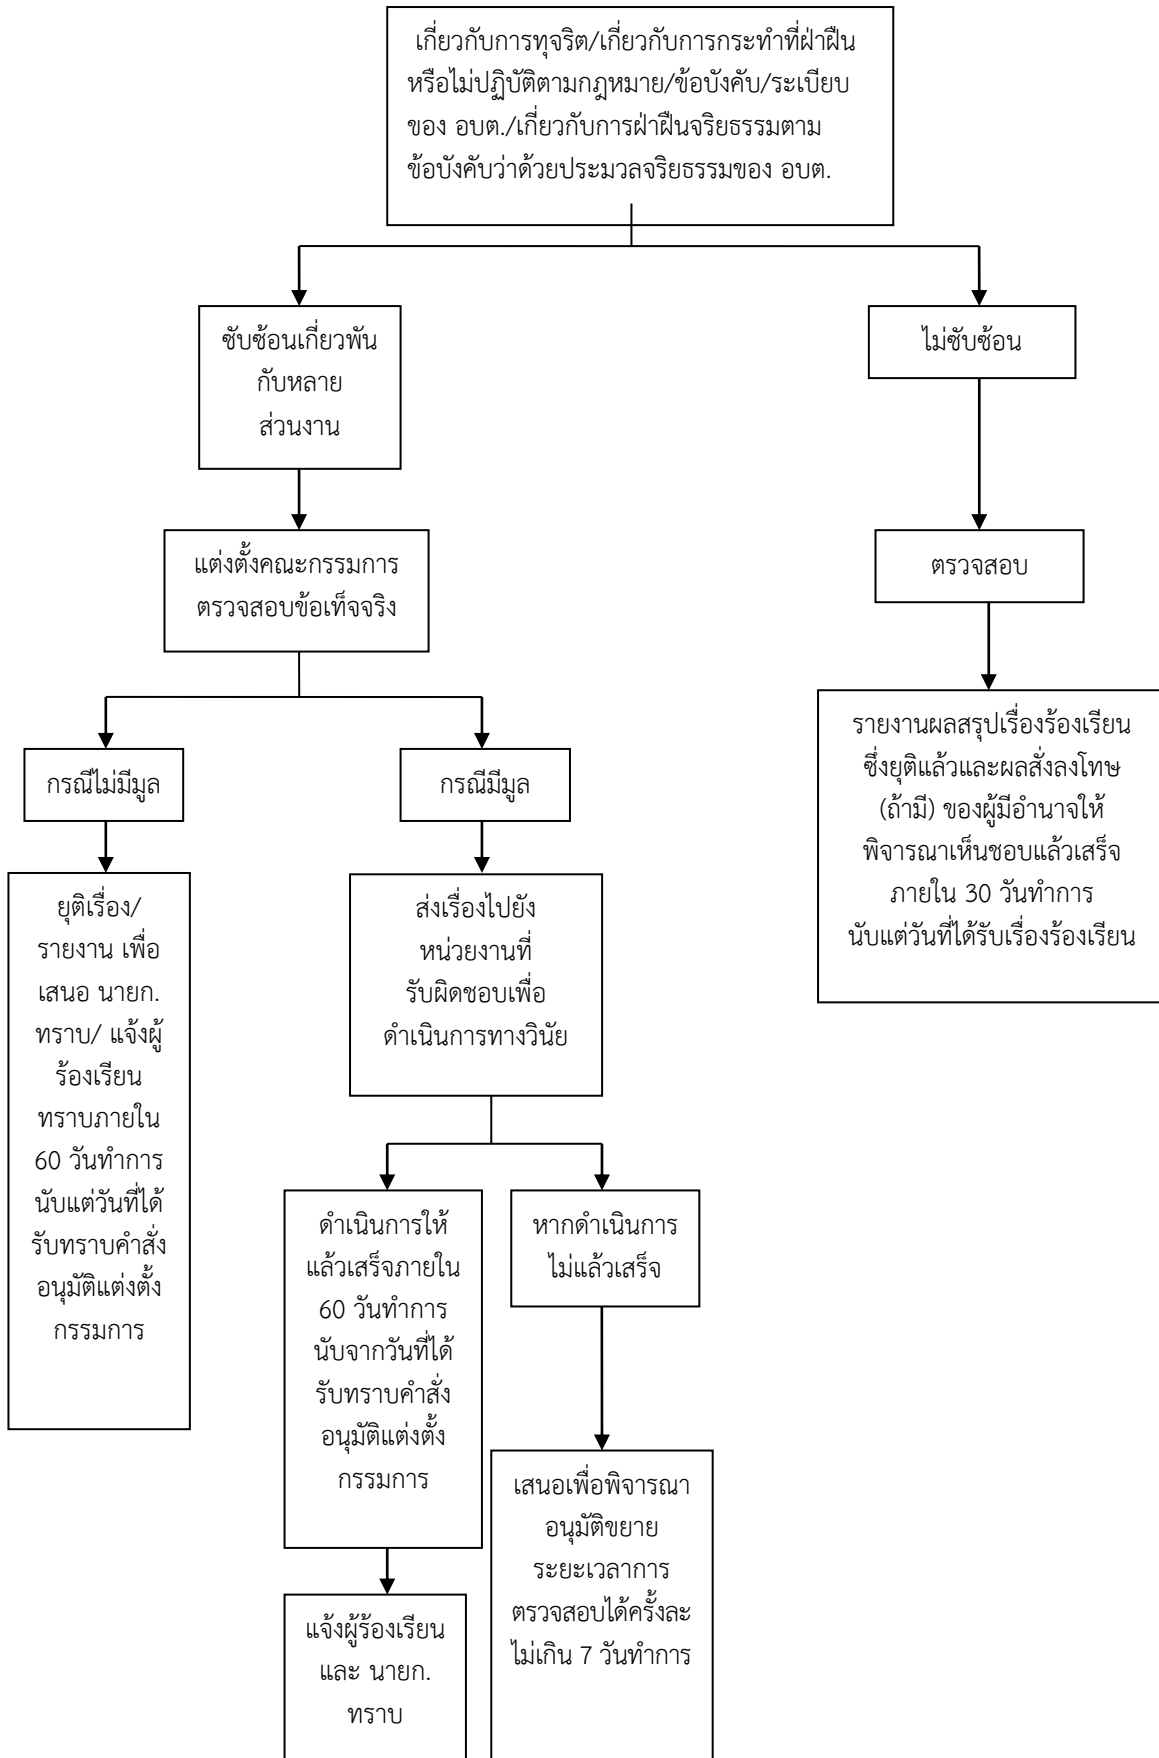 เกี่ยวกับการทุจริต/เกี่ยวกับการกระทำที่ฝ่าฝืน
หรือไม่ปฏิบัติตามกฎหมาย/ข้อบังคับ/ระเบียบ
ของ อบต./เกี่ยวกับการฝ่าฝืนจริยธรรมตาม
ข้อบังคับว่าด้วยประมวลจริยธรรมของ อบต.
ซับซ้อนเกี่ยวพัน
กับหลาย
ส่วนงาน
ไม่ซับซ้อน
แต่งตั้งคณะกรรมการ
ตรวจสอบข้อเท็จจริง
ตรวจสอบ
กรณีไม่มีมูล
กรณีมีมูล
รายงานผลสรุปเรื่องร้องเรียน
ซึ่งยุติแล้วและผลสั่งลงโทษ
(ถ้ามี) ของผู้มีอำนาจให้
พิจารณาเห็นชอบแล้วเสร็จ
ภายใน 30 วันทำการ
นับแต่วันที่ได้รับเรื่องร้องเรียน
ยุติเรื่อง/
รายงาน เพื่อ
เสนอ นายก.
ทราบ/ แจ้งผู้
ร้องเรียน
ทราบภายใน
60 วันทำการ
นับแต่วันที่ได้
รับทราบคำสั่ง
อนุมัติแต่งตั้ง
กรรมการ
ส่งเรื่องไปยัง
หน่วยงานที่
รับผิดชอบเพื่อ
ดำเนินการทางวินัย
ดำเนินการให้
แล้วเสร็จภายใน
60 วันทำการ
นับจากวันที่ได้
รับทราบคำสั่ง
อนุมัติแต่งตั้ง
กรรมการ
หากดำเนินการ
ไม่แล้วเสร็จ
เสนอเพื่อพิจารณา
อนุมัติขยาย
ระยะเวลาการ
ตรวจสอบได้ครั้งละ
ไม่เกิน 7 วันทำการ
แจ้งผู้ร้องเรียน
และ นายก.
ทราบ